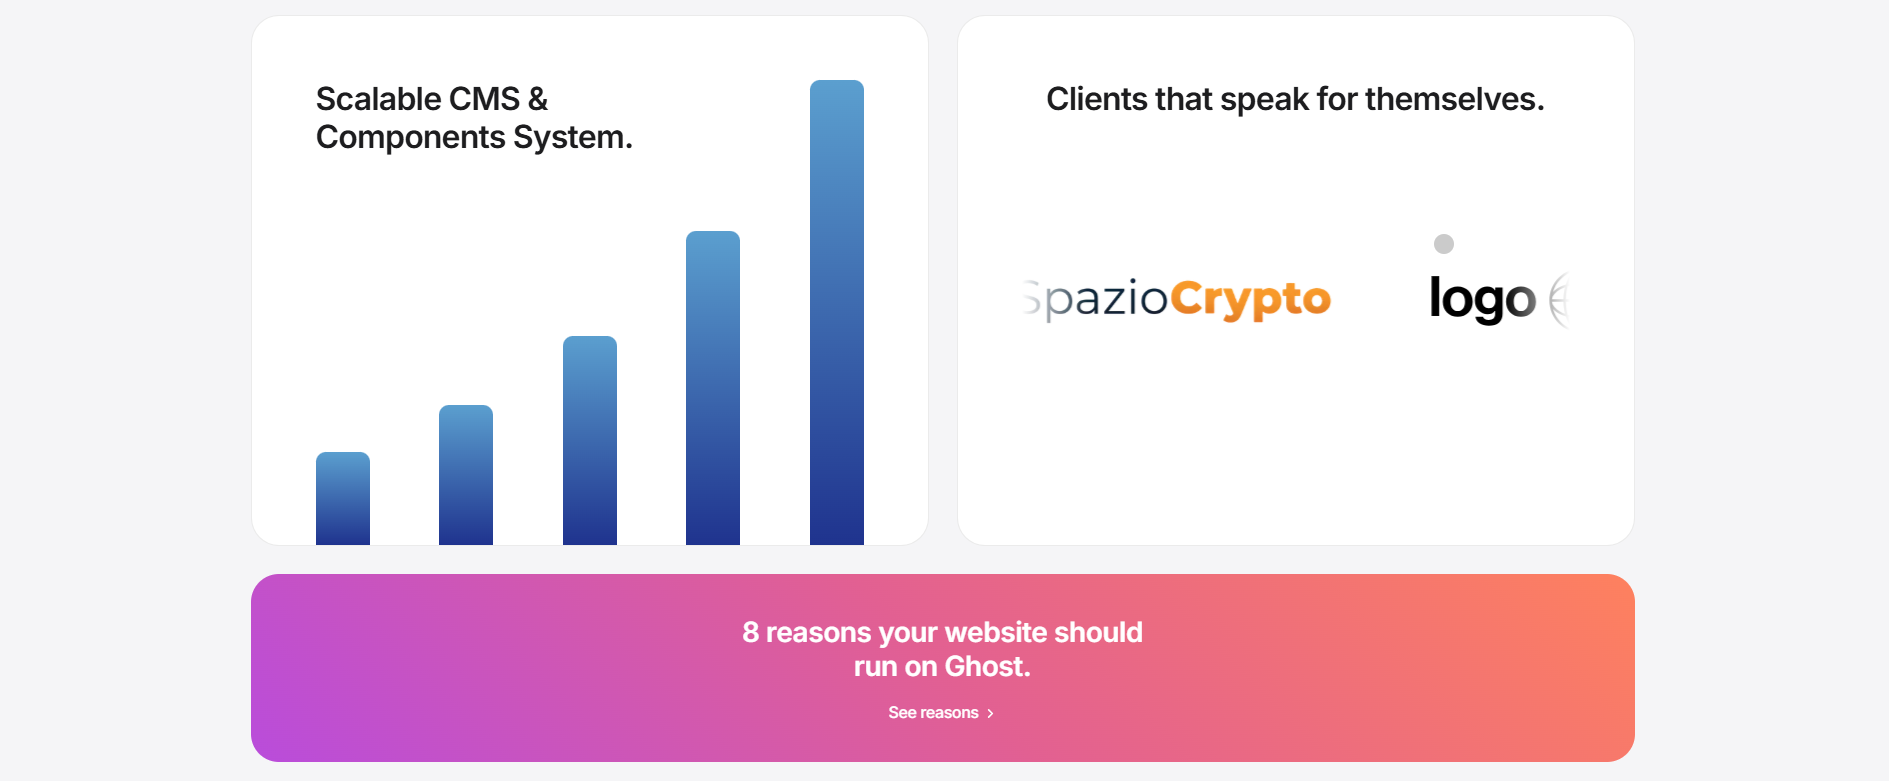 Scalable CMS &
Components System.
Clients that speak for themselves.
SpazioCrypto
logo
8 reasons your website should
run on Ghost.
See reasons